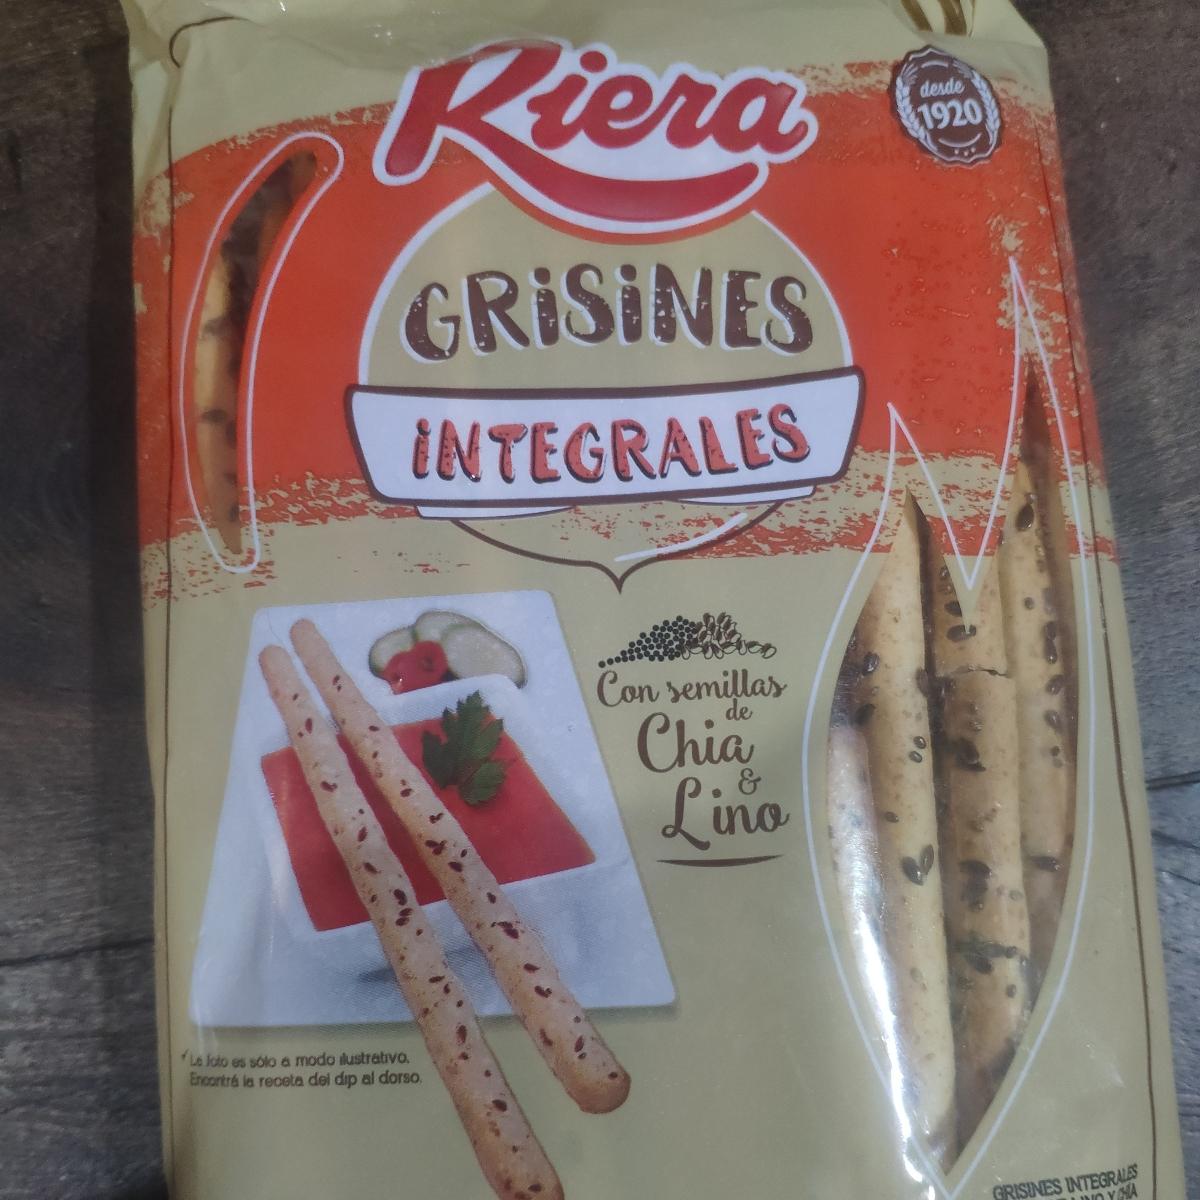 Riera
desde
1920
GRiSiNES
iNTEGRALES
Con semillas
de
Chia
&
Lino
La foto es sólo a modo ilustrativo.
Encontrá la receta del dip al dorso.
GRISINES INTEGRALES